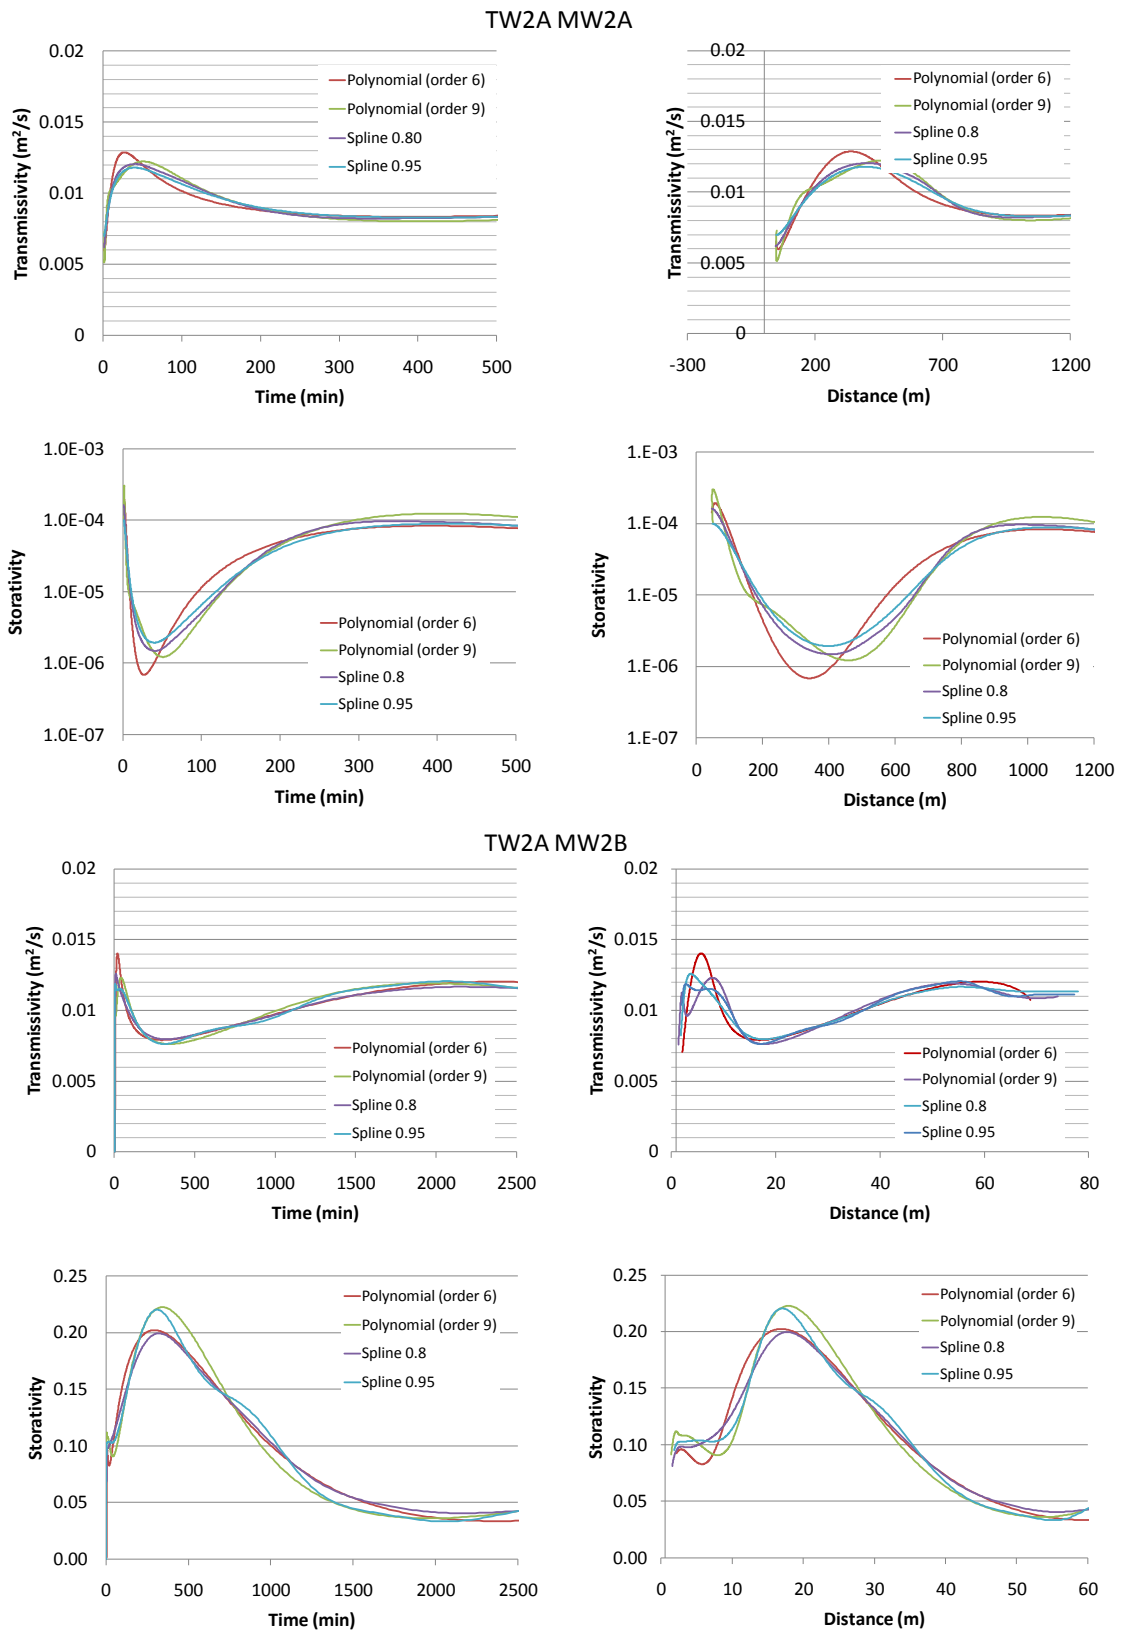 TW2A MW2A
0.02
0.015
0.01
0.005
0
Transmissivity (m²/s)
Polynomial (order 6)
Polynomial (order 9)
Spline 0.80
Spline 0.95
0 100 200 300 400 500
Time (min)
0.02
0.015
0.01
0.005
0
Transmissivity (m²/s)
Polynomial (order 6)
Polynomial (order 9)
Spline 0.8
Spline 0.95
-300 200 700 1200
Distance (m)
1.0E-03
1.0E-04
1.0E-05
1.0E-06
1.0E-07
Storativity
Polynomial (order 6)
Polynomial (order 9)
Spline 0.8
Spline 0.95
0 100 200 300 400 500
Time (min)
1.E-03
1.E-04
1.E-05
1.E-06
1.E-07
Storativity
Polynomial (order 6)
Polynomial (order 9)
Spline 0.8
Spline 0.95
0 200 400 600 800 1000 1200
Distance (m)
TW2A MW2B
0.02
0.015
0.01
0.005
0
Transmissivity (m²/s)
Polynomial (order 6)
Polynomial (order 9)
Spline 0.8
Spline 0.95
0 500 1000 1500 2000 2500
Time (min)
0.02
0.015
0.01
0.005
0
Transmissivity (m²/s)
Polynomial (order 6)
Polynomial (order 9)
Spline 0.8
Spline 0.95
0 20 40 60 80
Distance (m)
0.25
0.20
0.15
0.10
0.05
0.00
Storativity
Polynomial (order 6)
Polynomial (order 9)
Spline 0.8
Spline 0.95
0 500 1000 1500 2000 2500
Time (min)
0.25
0.20
0.15
0.10
0.05
0.00
Storativity
Polynomial (order 6)
Polynomial (order 9)
Spline 0.8
Spline 0.95
0 10 20 30 40 50 60
Distance (m)